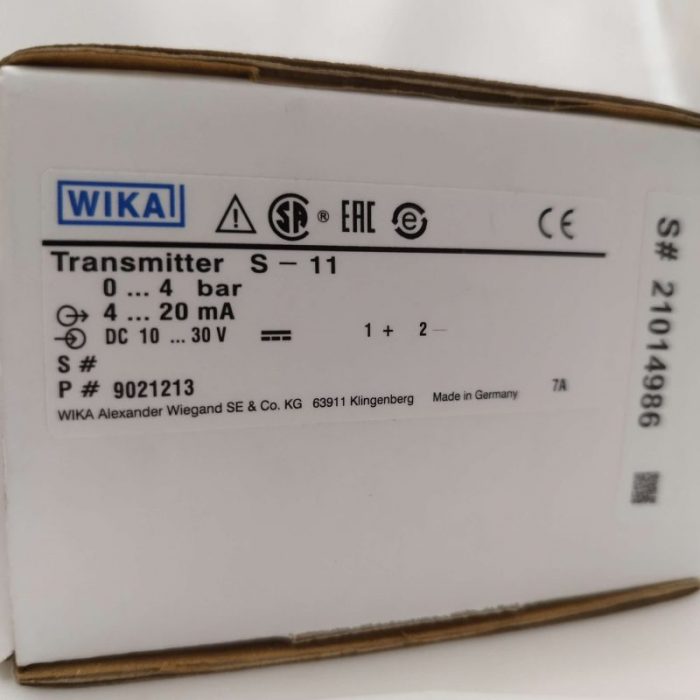 WIKA ® EAC e CE
Transmitter S – 11
0 ... 4 bar
4 ... 20 mA
DC 10 ... 30 V 1 + 2 –
S #
P # 9021213 7A
WIKA Alexander Wiegand SE & Co. KG 63911 Klingenberg Made in Germany
S# 21014986